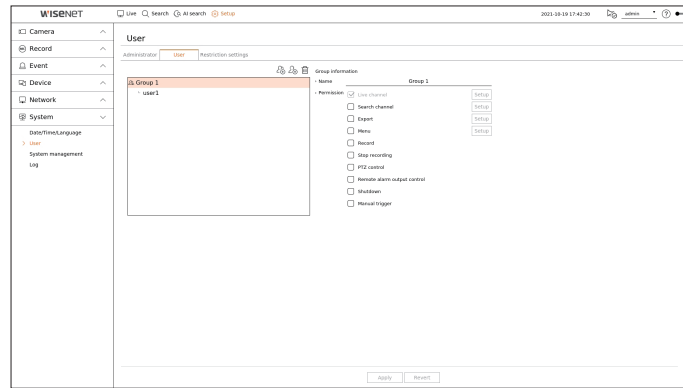 WISENET
Live Search AI search Setup
2021-10-19 17:42:30 admin ?
Camera
Record
Event
Device
Network
System
Date/Time/Language
> User
System management
Log
User
Administrator User Restriction settings
Group 1
user1
Group information
Name Group 1
Permission Live channel Setup
Search channel Setup
Export Setup
Menu Setup
Record
Stop recording
PTZ control
Remote alarm output control
Shutdown
Manual trigger
Apply Revert